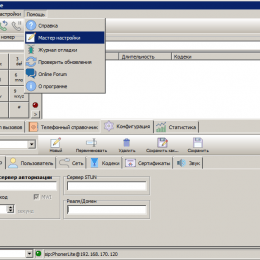 астройки Помощь
номер
Справка
Мастер настройки
Журнал отладки
Проверить обновления
Online Forum
О программе
Длительность Кодеки
вызовов Телефонный справочник Конфигурация Статистика
Новый Переименовать Удалить Сохранить как... Сохранить
Пользователь Сеть Кодеки Сертификаты Звук
сервер авторизации
Сервер STUN
Realm/Домен
sip:PhonerLite@192.168.170.120